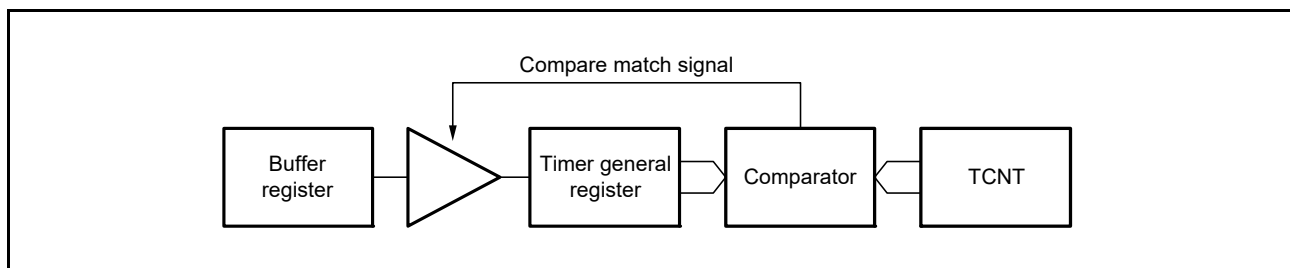 Compare match signal
Buffer
register
Timer general
register
Comparator
TCNT